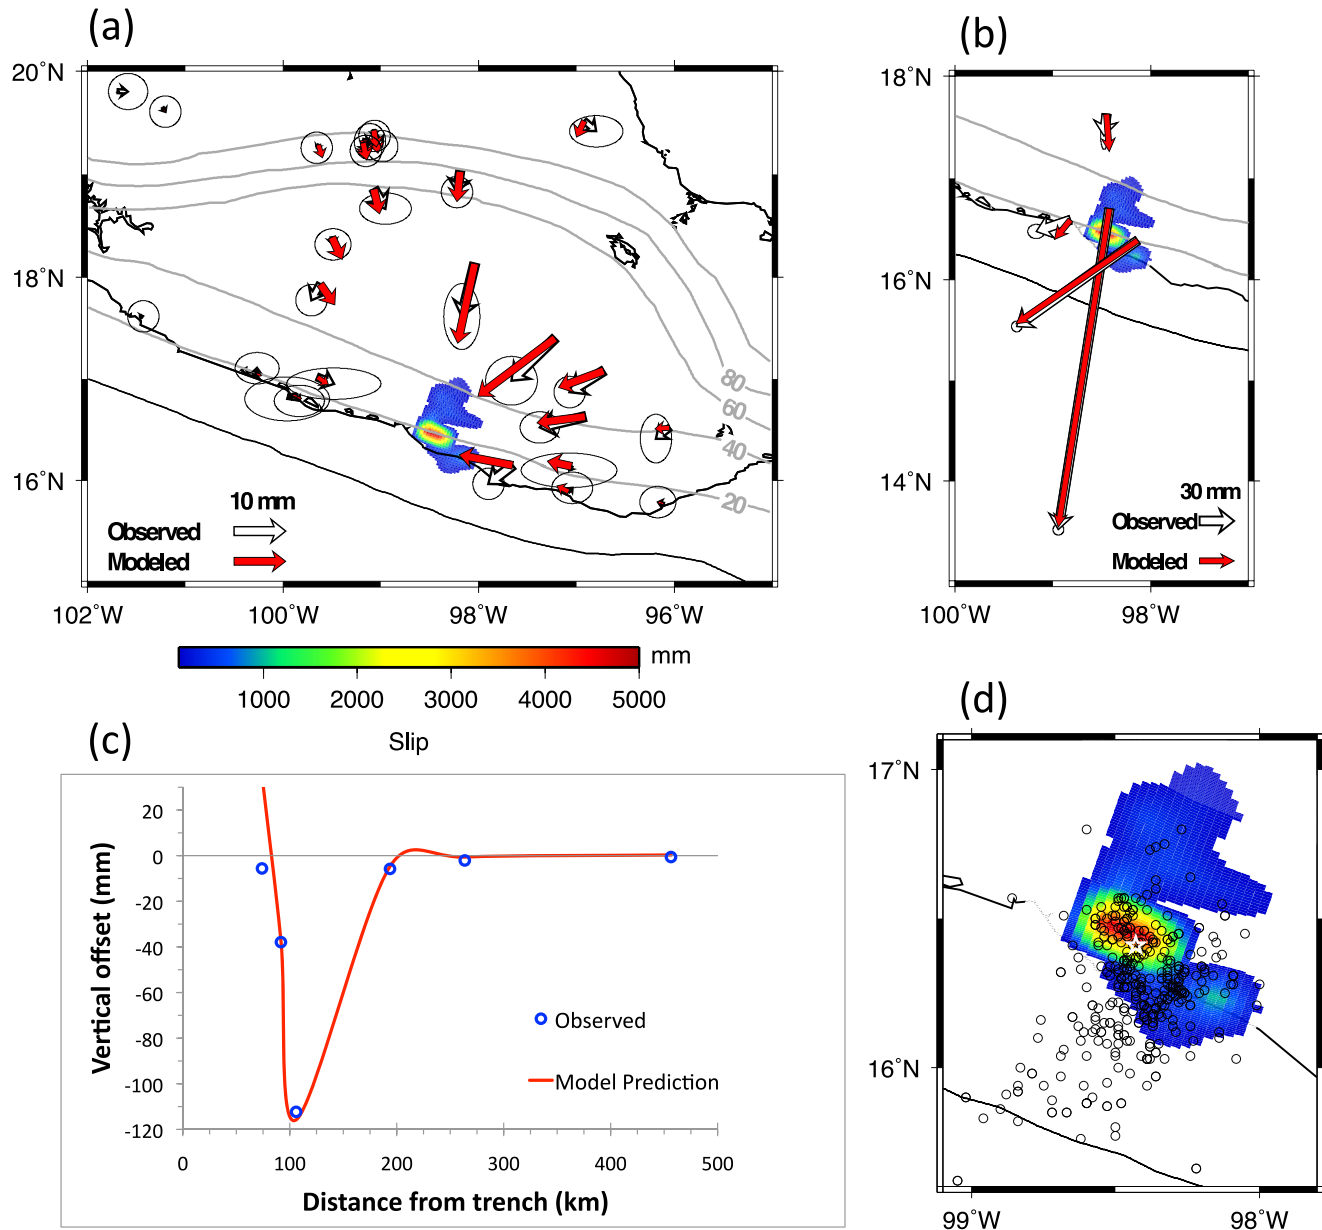 (a)
20°N
18°N
16°N
102°W
100°W
98°W
96°W
80
60
40
20
10 mm
Observed
Modeled
(b)
18°N
16°N
14°N
100°W
98°W
30 mm
Observed
Modeled
mm
1000
2000
3000
4000
5000
Slip
(c)
20
0
-20
-40
-60
-80
-100
-120
0
100
200
300
400
500
Vertical offset (mm)
Distance from trench (km)
Observed
Model Prediction
(d)
17°N
16°N
99°W
98°W